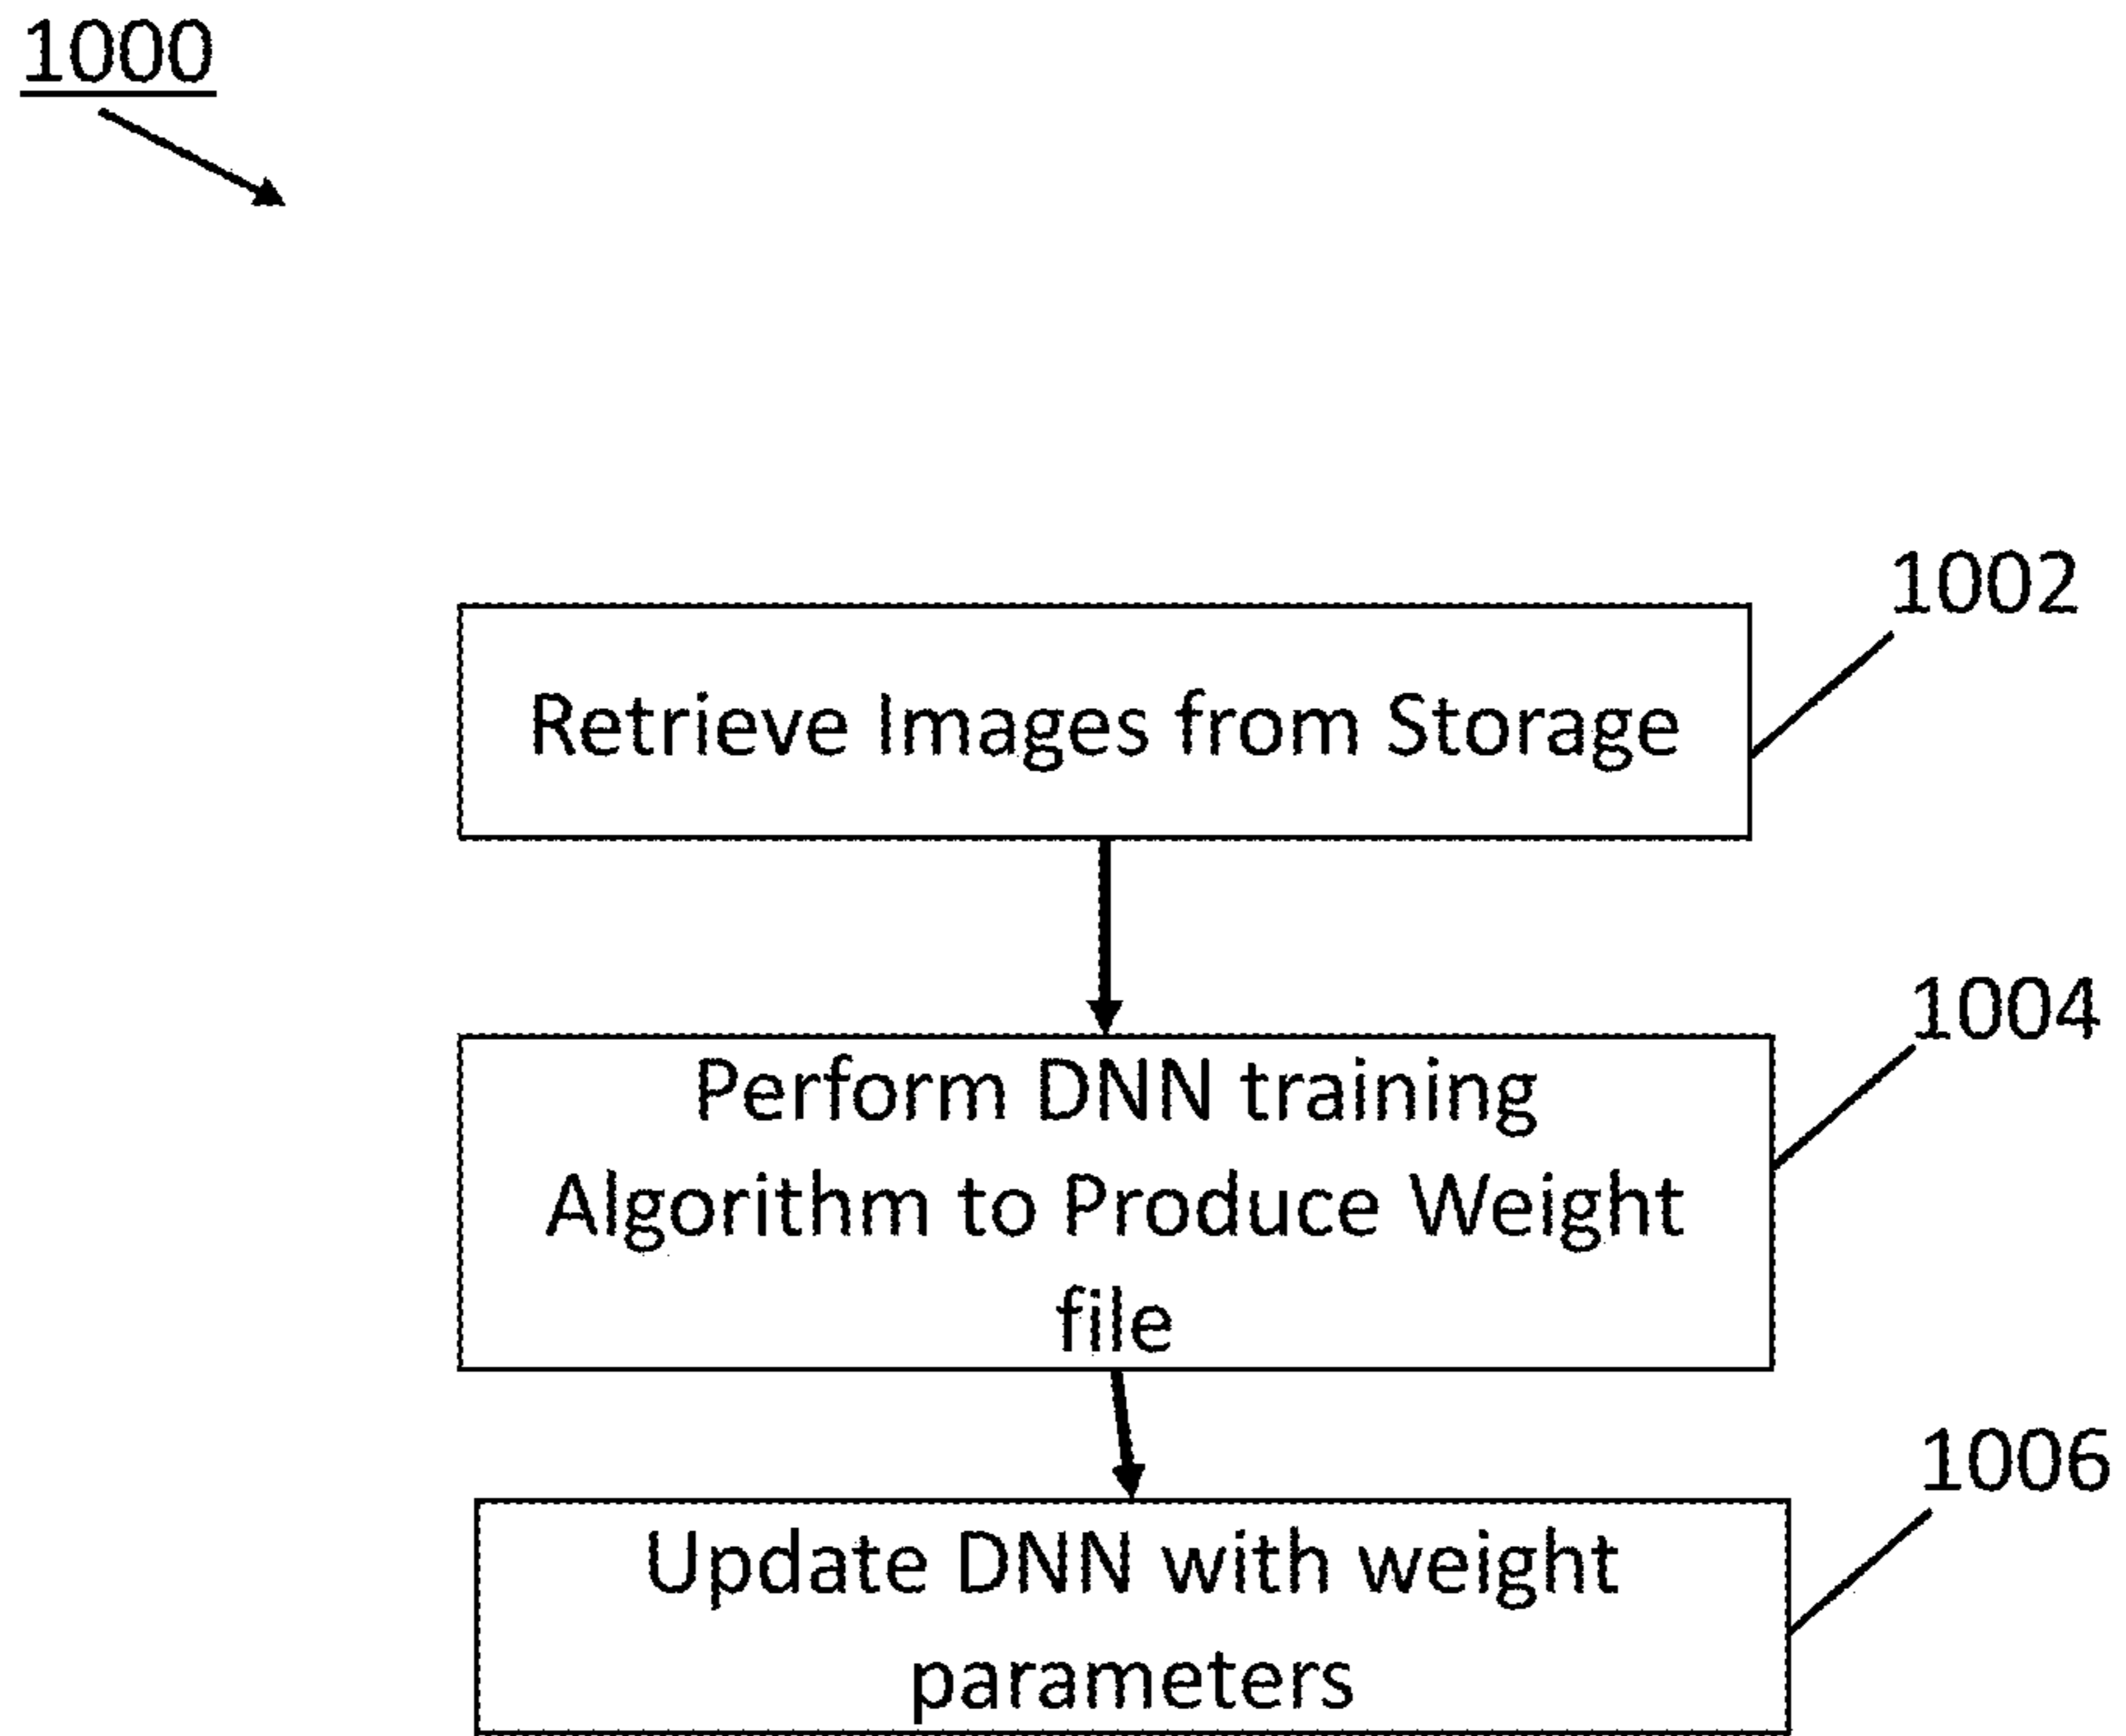 1000
1002
Retrieve Images from Storage
1004
Perform DNN training
Algorithm to Produce Weight
file
1006
Update DNN with weight
parameters